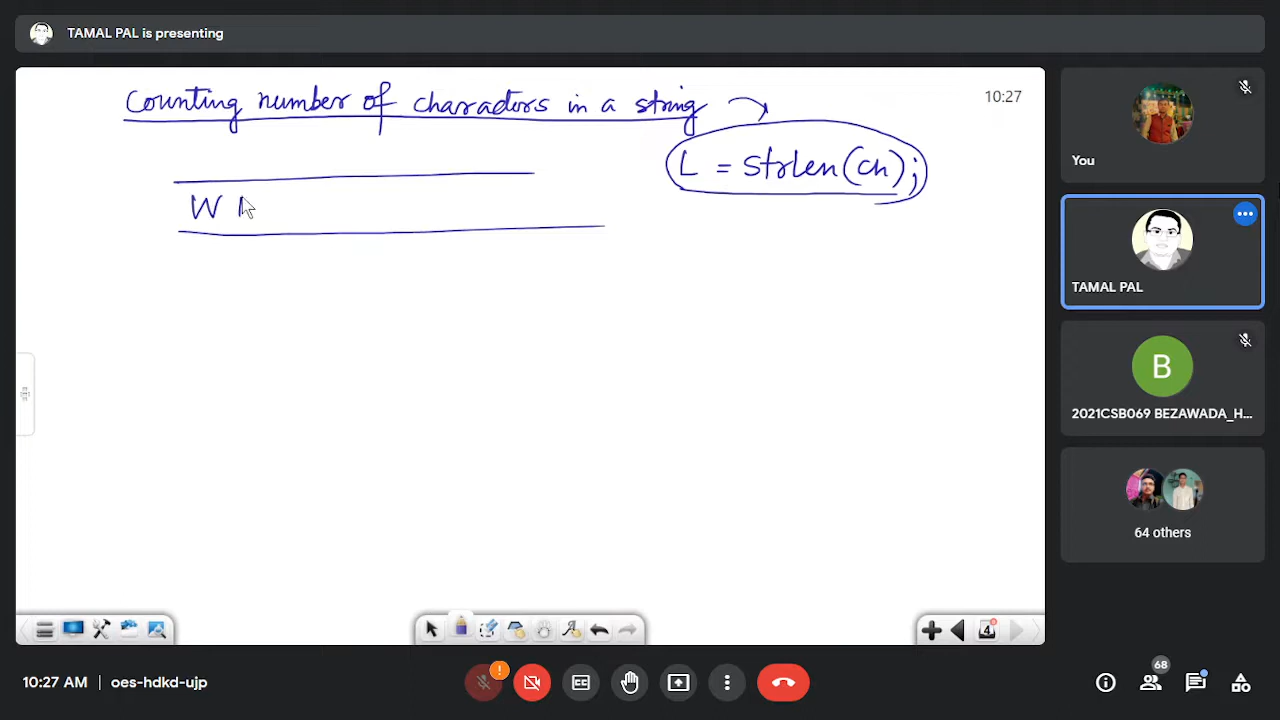 TAMAL PAL is presenting
Counting number of characters in a string
10:27
L = strlen(ch);
W
You
TAMAL PAL
B
2021CSB069 BEZAWADA_H...
64 others
4
10:27 AM | oes-hdkd-ujp
68